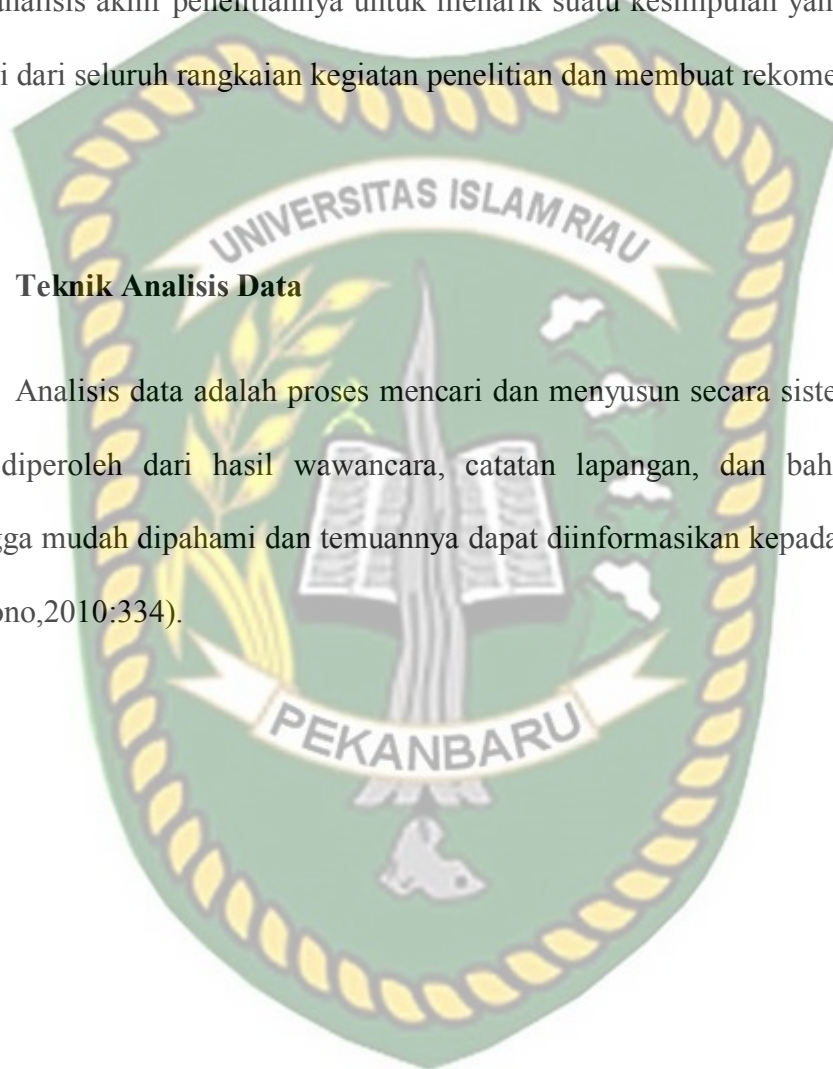 analisis akhir penelitiannya untuk menarik suatu kesimpulan yan
i dari seluruh rangkaian kegiatan penelitian dan membuat rekome
UNIVERSITAS ISLAM RIAU
Teknik Analisis Data
Analisis data adalah proses mencari dan menyusun secara siste
diperoleh dari hasil wawancara, catatan lapangan, dan bah
gga mudah dipahami dan temuannya dapat diinformasikan kepada
ono,2010:334).
PEKANBARU